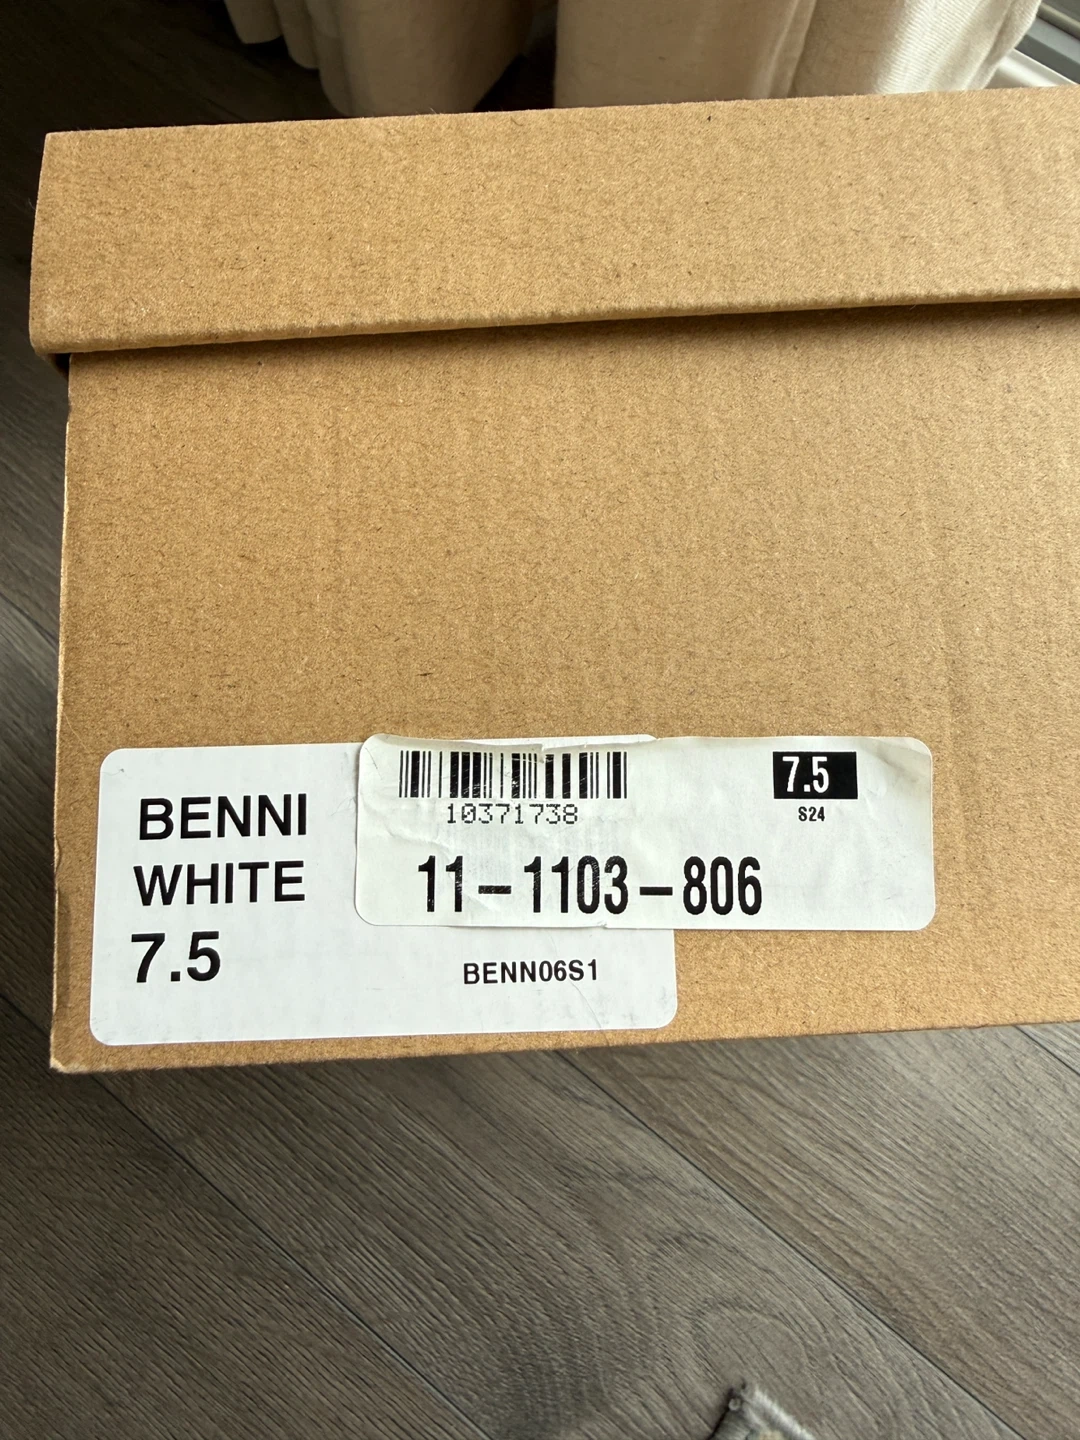 BENNI
WHITE
7.5
BENN06S1
10371738
7.5
S24
11-1103-806